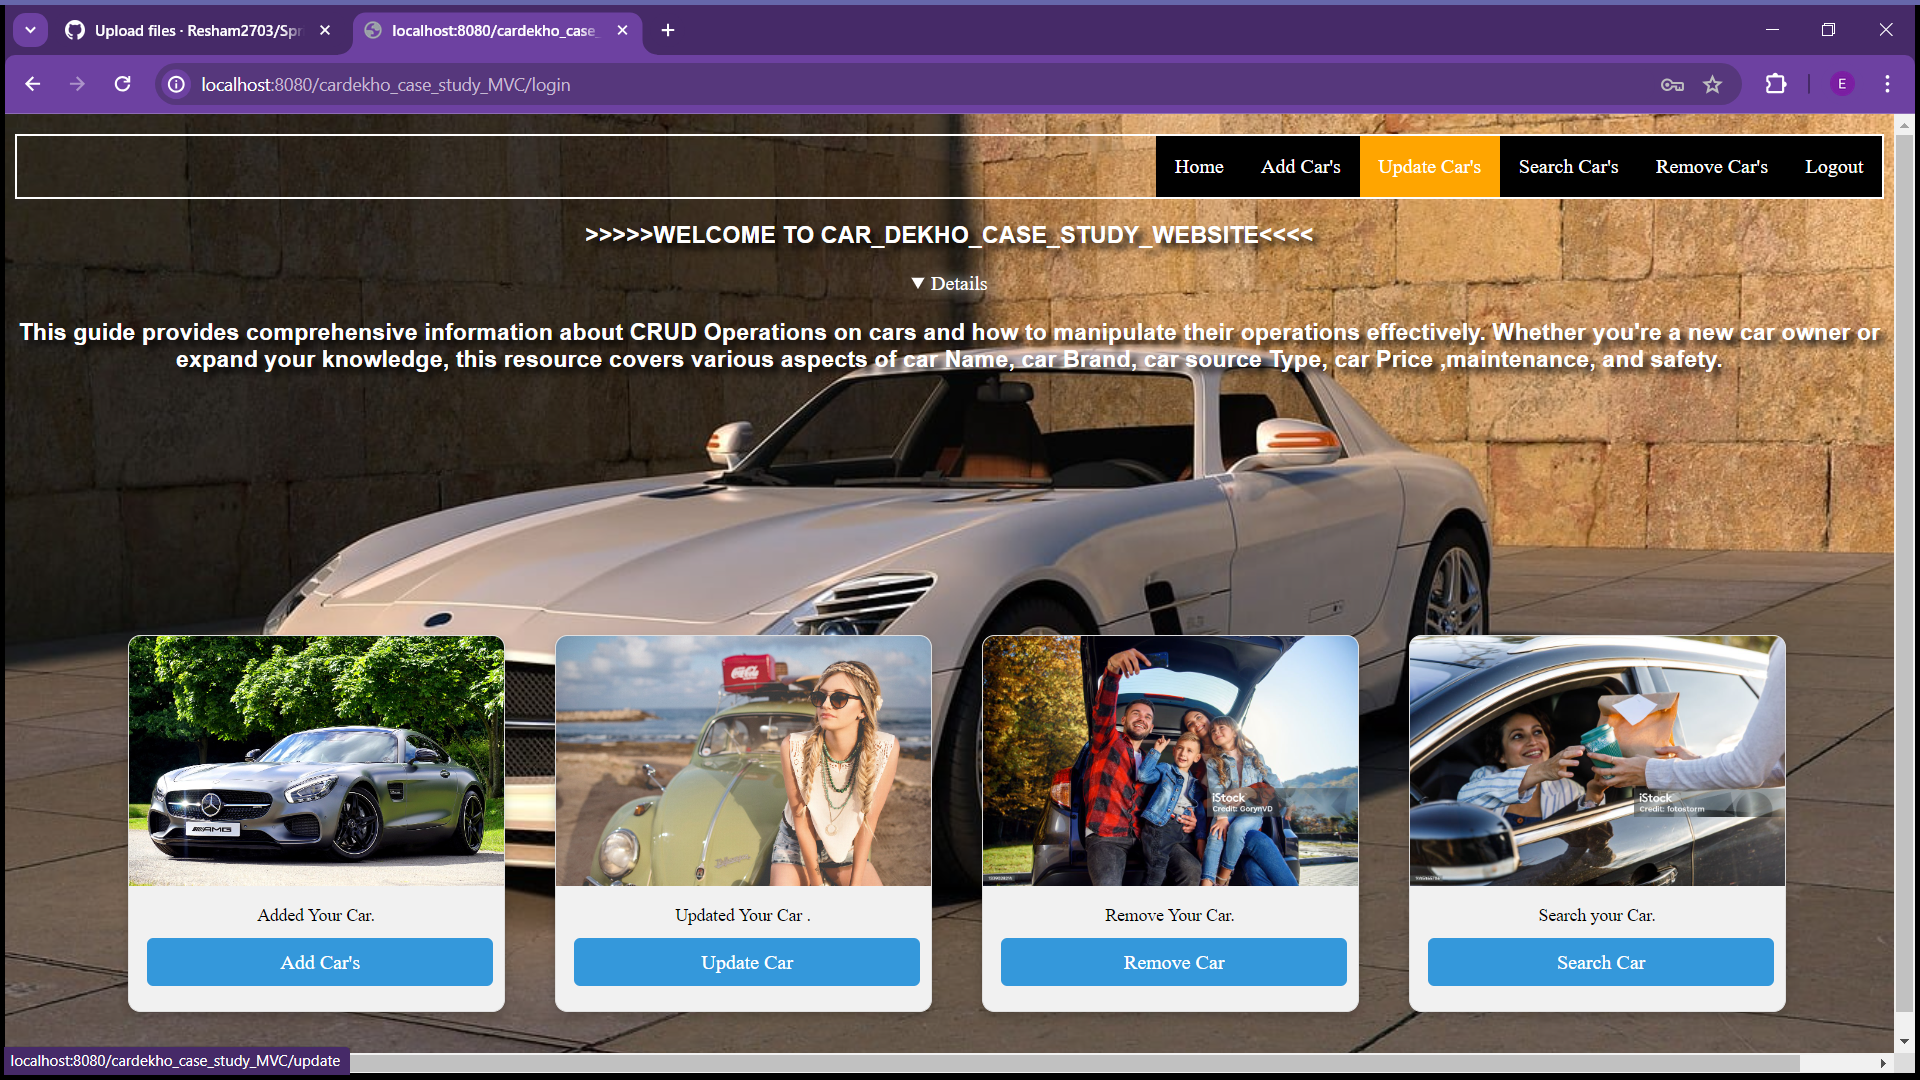 Upload files · Resham2703/Spr
localhost:8080/cardekho_case_
localhost:8080/cardekho_case_study_MVC/login
E
Home Add Car's Update Car's Search Car's Remove Car's Logout
>>>>>WELCOME TO CAR_DEKHO_CASE_STUDY_WEBSITE<<<<
▼ Details
This guide provides comprehensive information about CRUD Operations on cars and how to manipulate their operations effectively. Whether you're a new car owner or
expand your knowledge, this resource covers various aspects of car Name, car Brand, car source Type, car Price ,maintenance, and safety.
Coca-Cola
AMG
iStock
Credit: GorynVD
iStock
Credit: fotostorm
Added Your Car.
Updated Your Car .
Remove Your Car.
Search your Car.
Add Car's
Update Car
Remove Car
Search Car
localhost:8080/cardekho_case_study_MVC/update